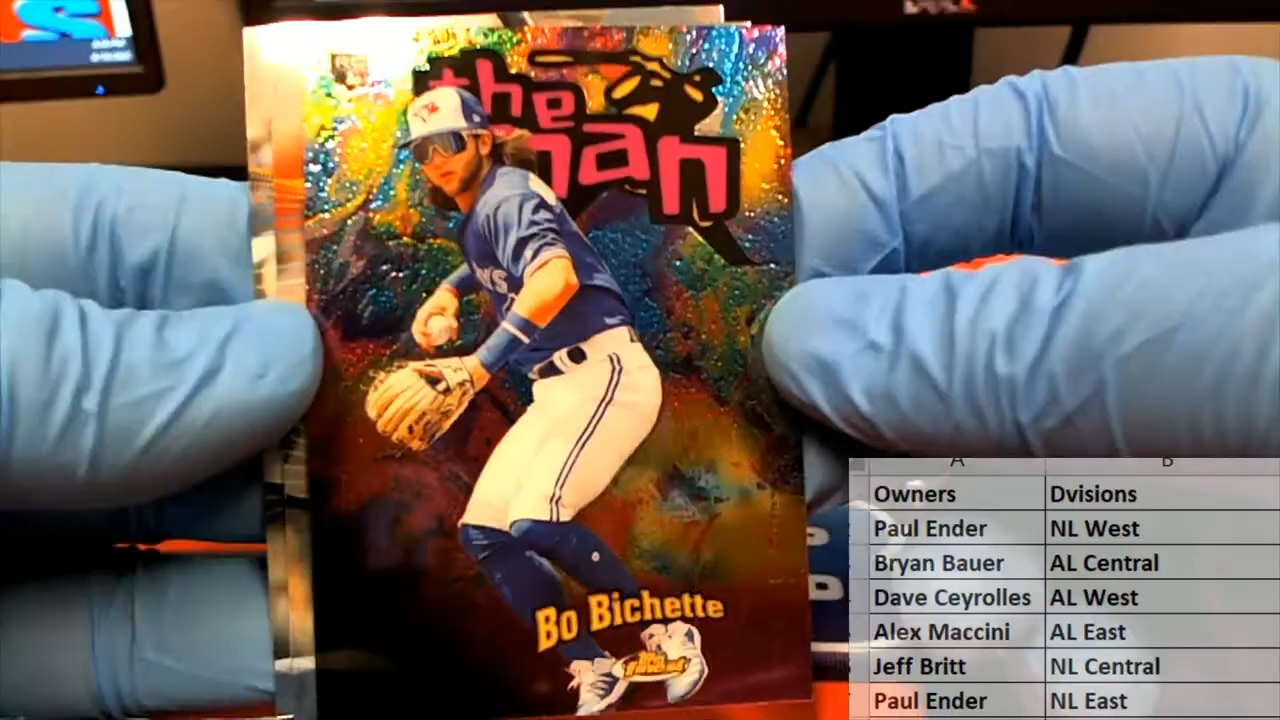 the
man
Bo Bichette
A B
Owners Dvisions
Paul Ender NL West
Bryan Bauer AL Central
Dave Ceyrolles AL West
Alex Maccini AL East
Jeff Britt NL Central
Paul Ender NL East